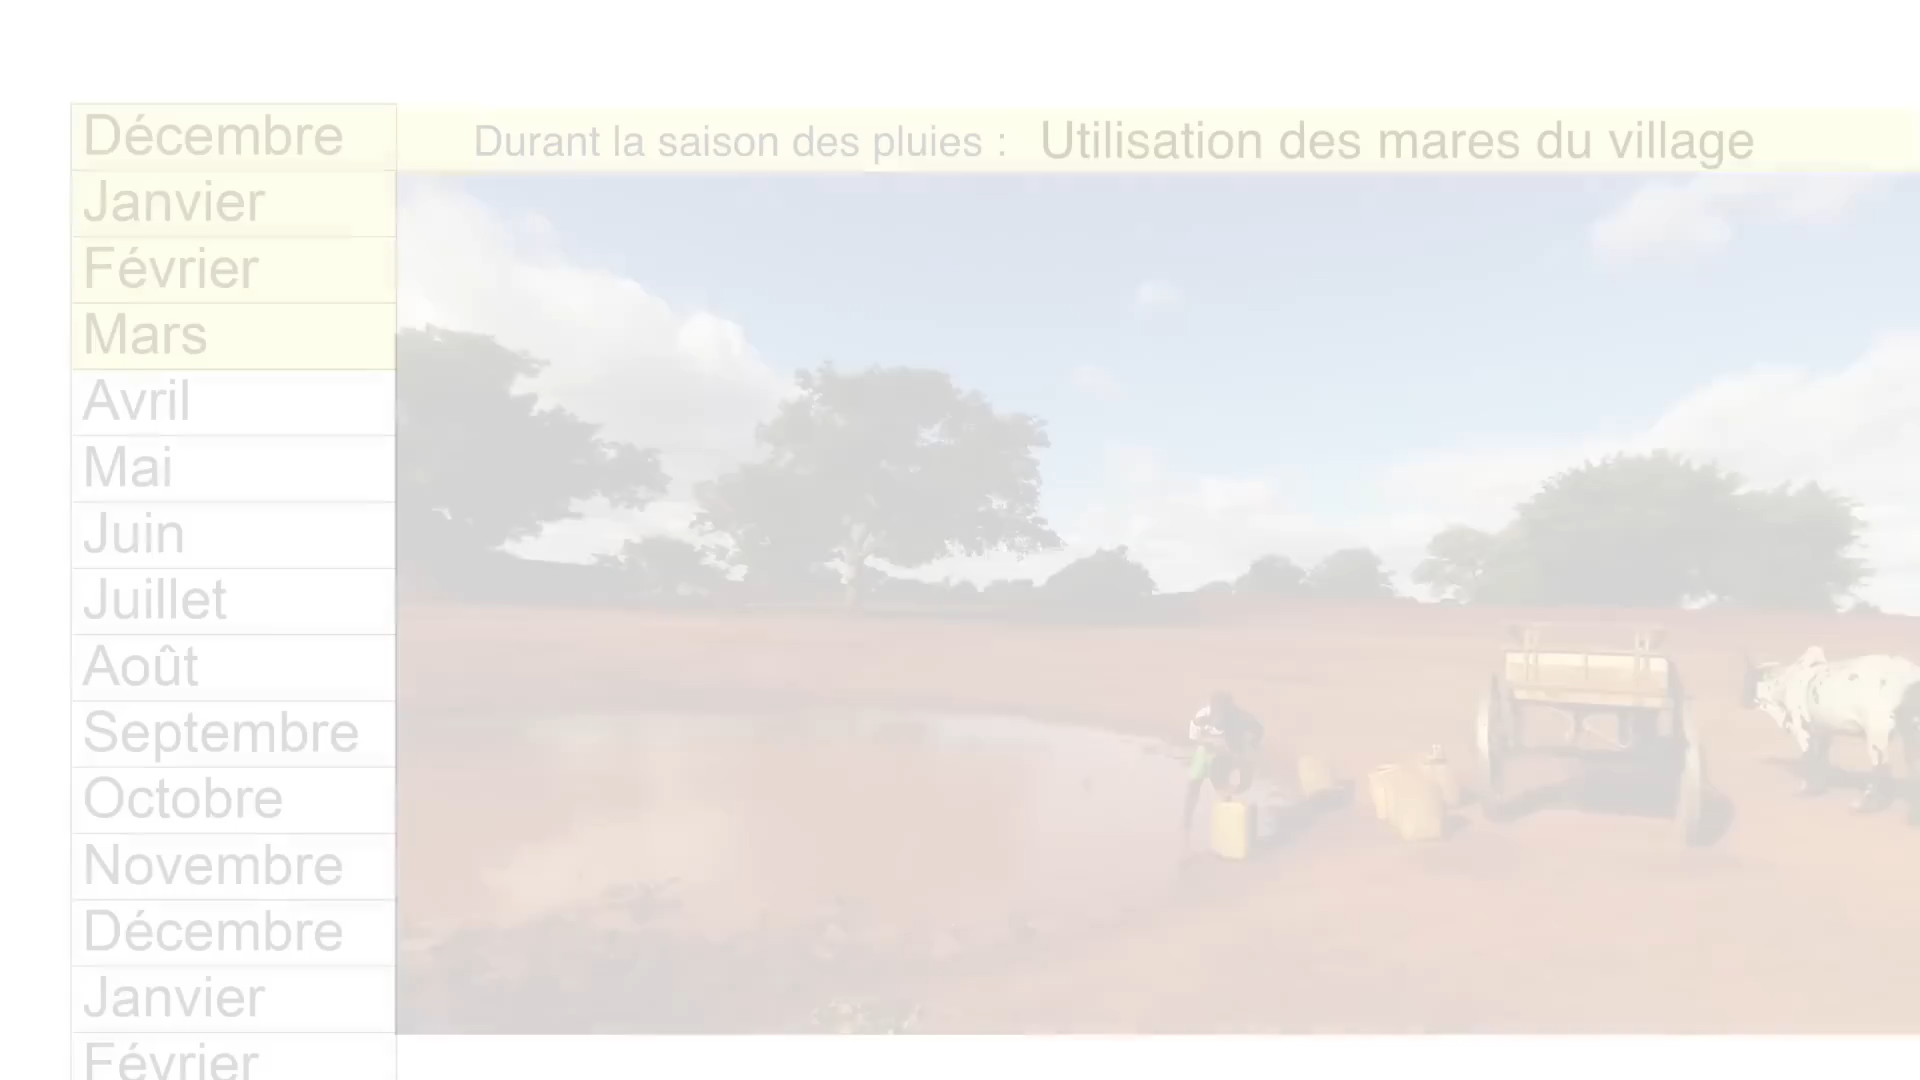 Décembre
Durant la saison des pluies : Utilisation des mares du village
Janvier
Février
Mars
Avril
Mai
Juin
Juillet
Août
Septembre
Octobre
Novembre
Décembre
Janvier
Février